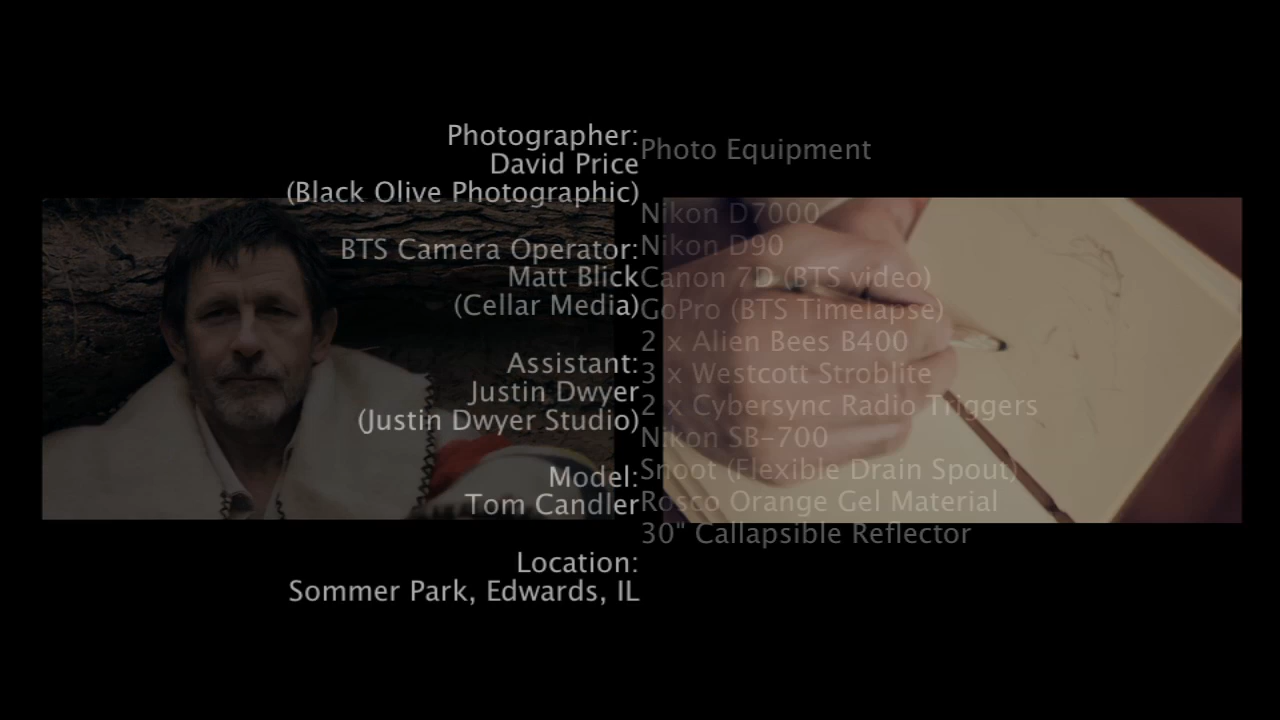 Photographer:
David Price
(Black Olive Photographic)
BTS Camera Operator:
Matt Blick
(Cellar Media)
Assistant:
Justin Dwyer
(Justin Dwyer Studio)
Model:
Tom Candler
Location:
Sommer Park, Edwards, IL
Photo Equipment
Nikon D7000
Nikon D90
Canon 7D (BTS video)
GoPro (BTS Timelapse)
2 x Alien Bees B400
3 x Westcott Stroblite
2 x Cybersync Radio Triggers
Nikon SB-700
Snoot (Flexible Drain Spout)
Rosco Orange Gel Material
30" Callapsible Reflector